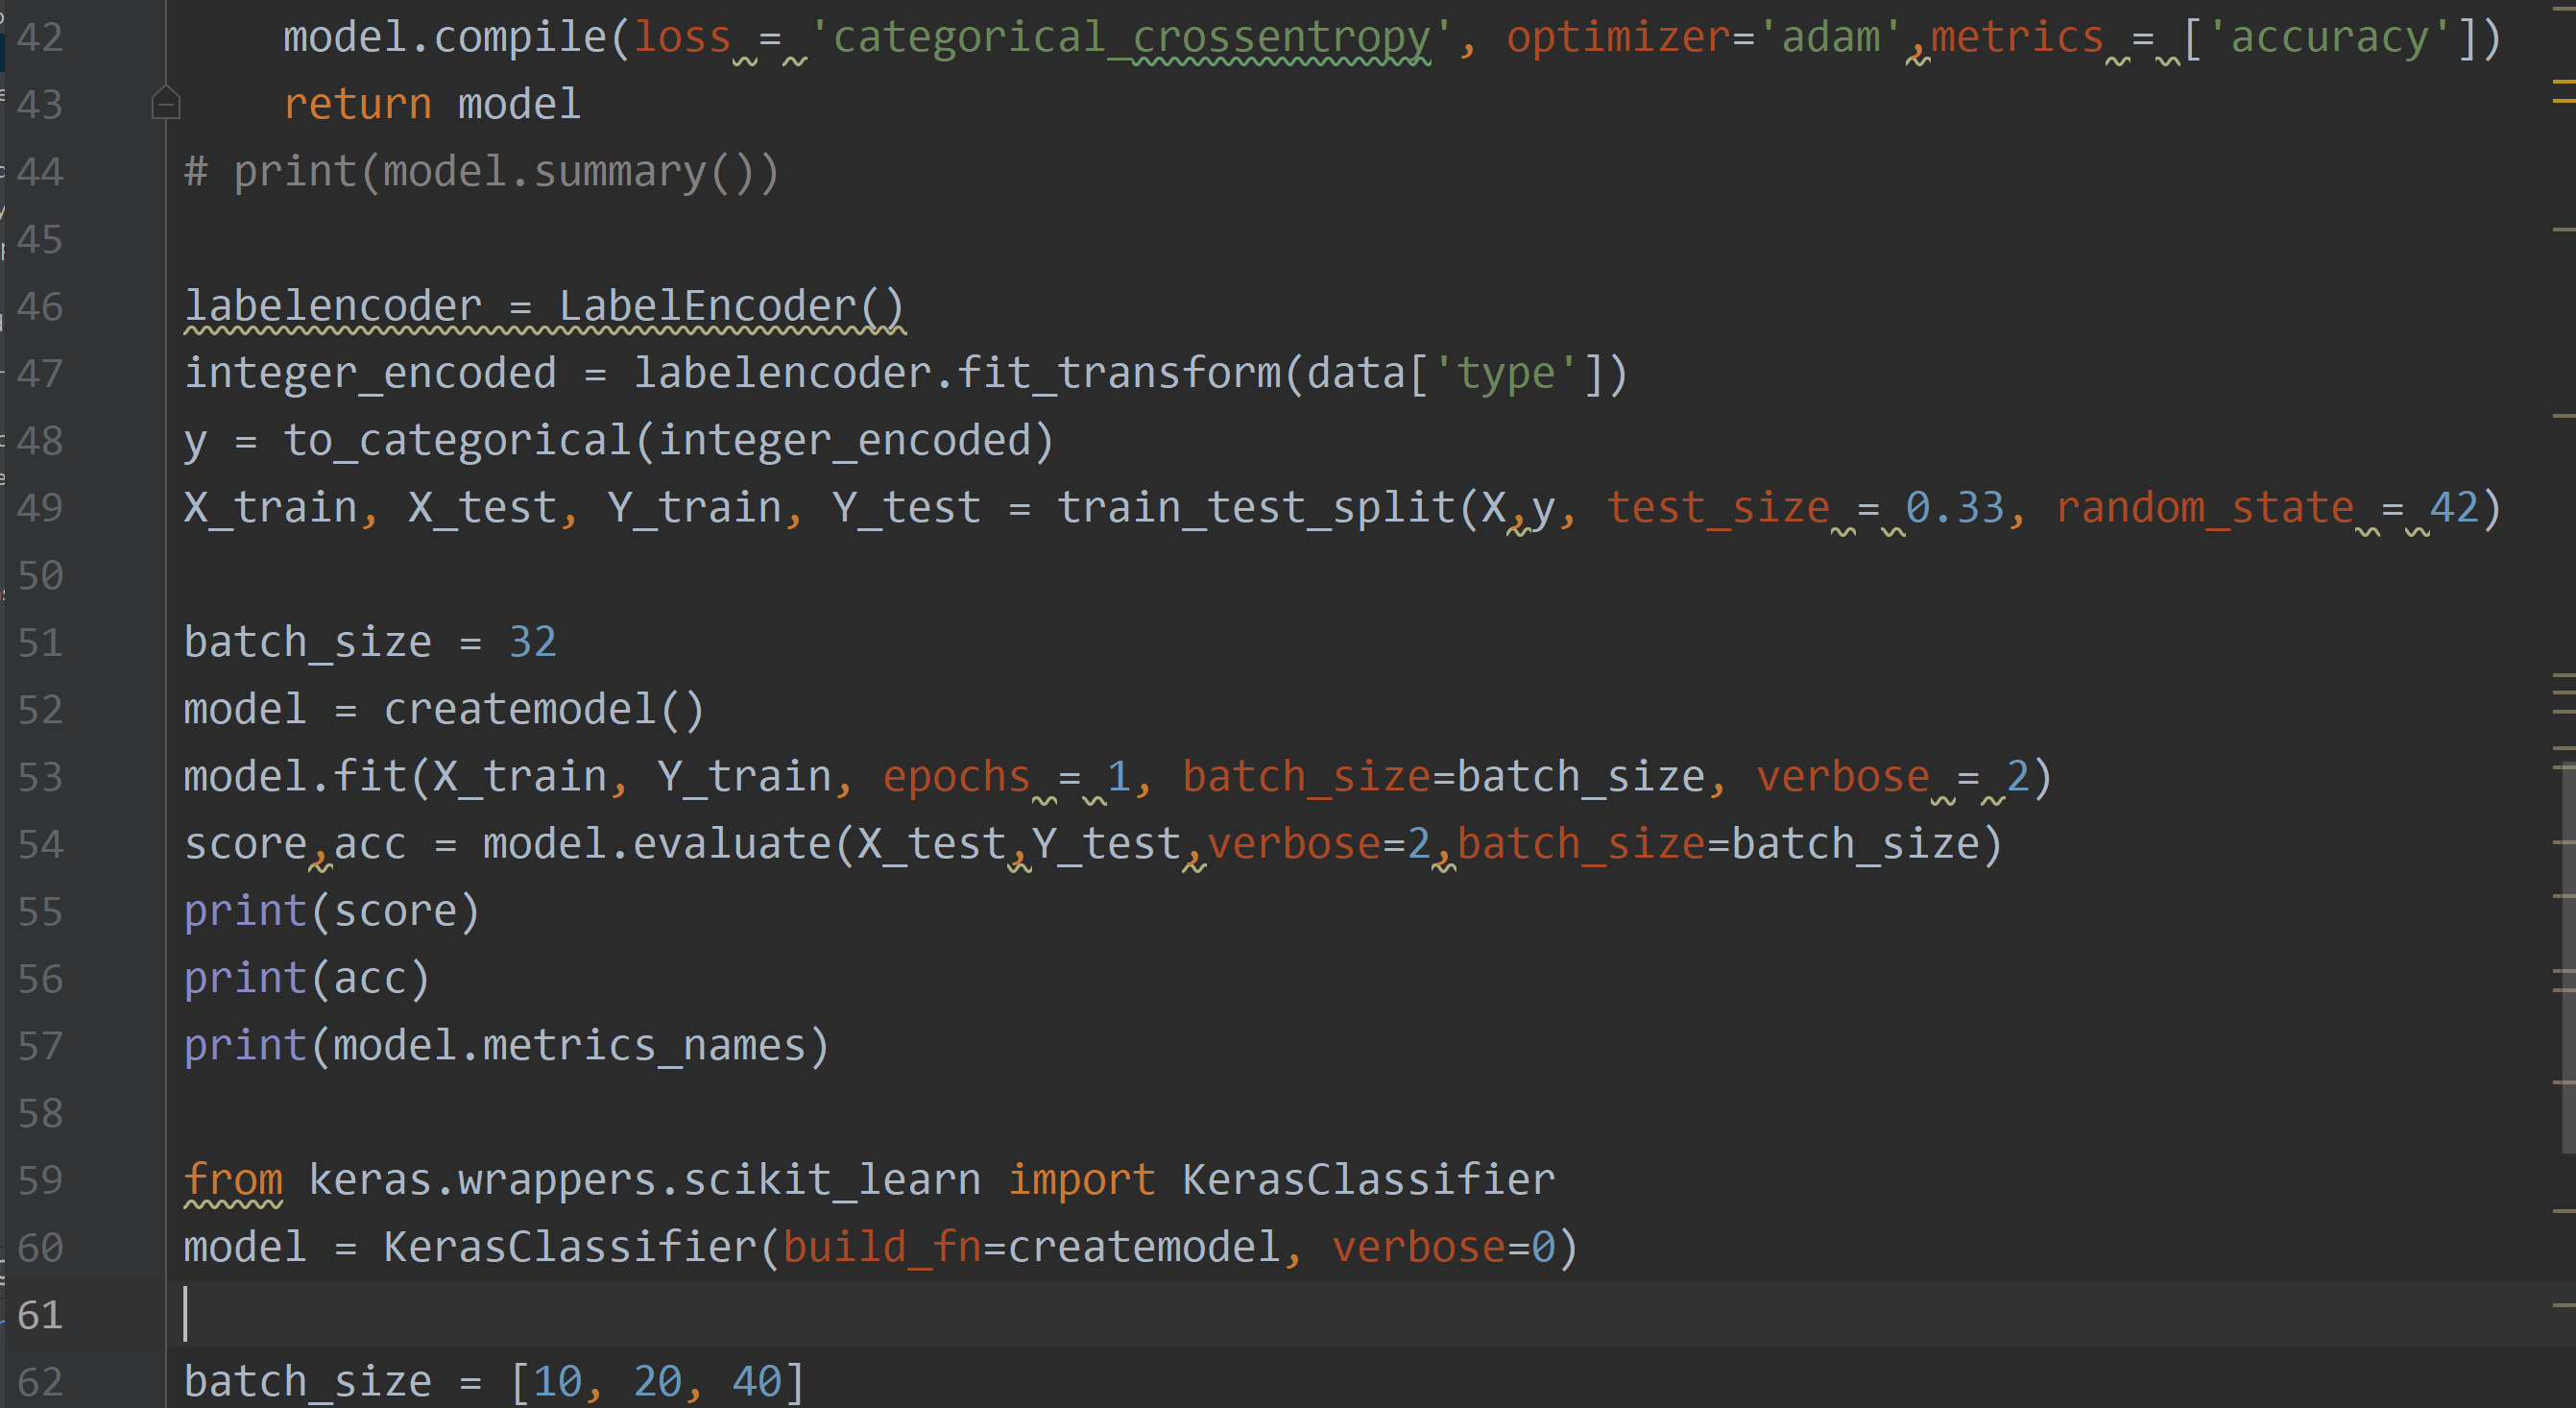 42 model.compile(loss = 'categorical_crossentropy', optimizer='adam',metrics = ['accuracy'])
43 return model
44 # print(model.summary())
45
46 labelencoder = LabelEncoder()
47 integer_encoded = labelencoder.fit_transform(data['type'])
48 y = to_categorical(integer_encoded)
49 X_train, X_test, Y_train, Y_test = train_test_split(X,y, test_size = 0.33, random_state = 42)
50
51 batch_size = 32
52 model = createmodel()
53 model.fit(X_train, Y_train, epochs = 1, batch_size=batch_size, verbose = 2)
54 score,acc = model.evaluate(X_test,Y_test,verbose=2,batch_size=batch_size)
55 print(score)
56 print(acc)
57 print(model.metrics_names)
58
59 from keras.wrappers.scikit_learn import KerasClassifier
60 model = KerasClassifier(build_fn=createmodel, verbose=0)
61
62 batch_size = [10, 20, 40]